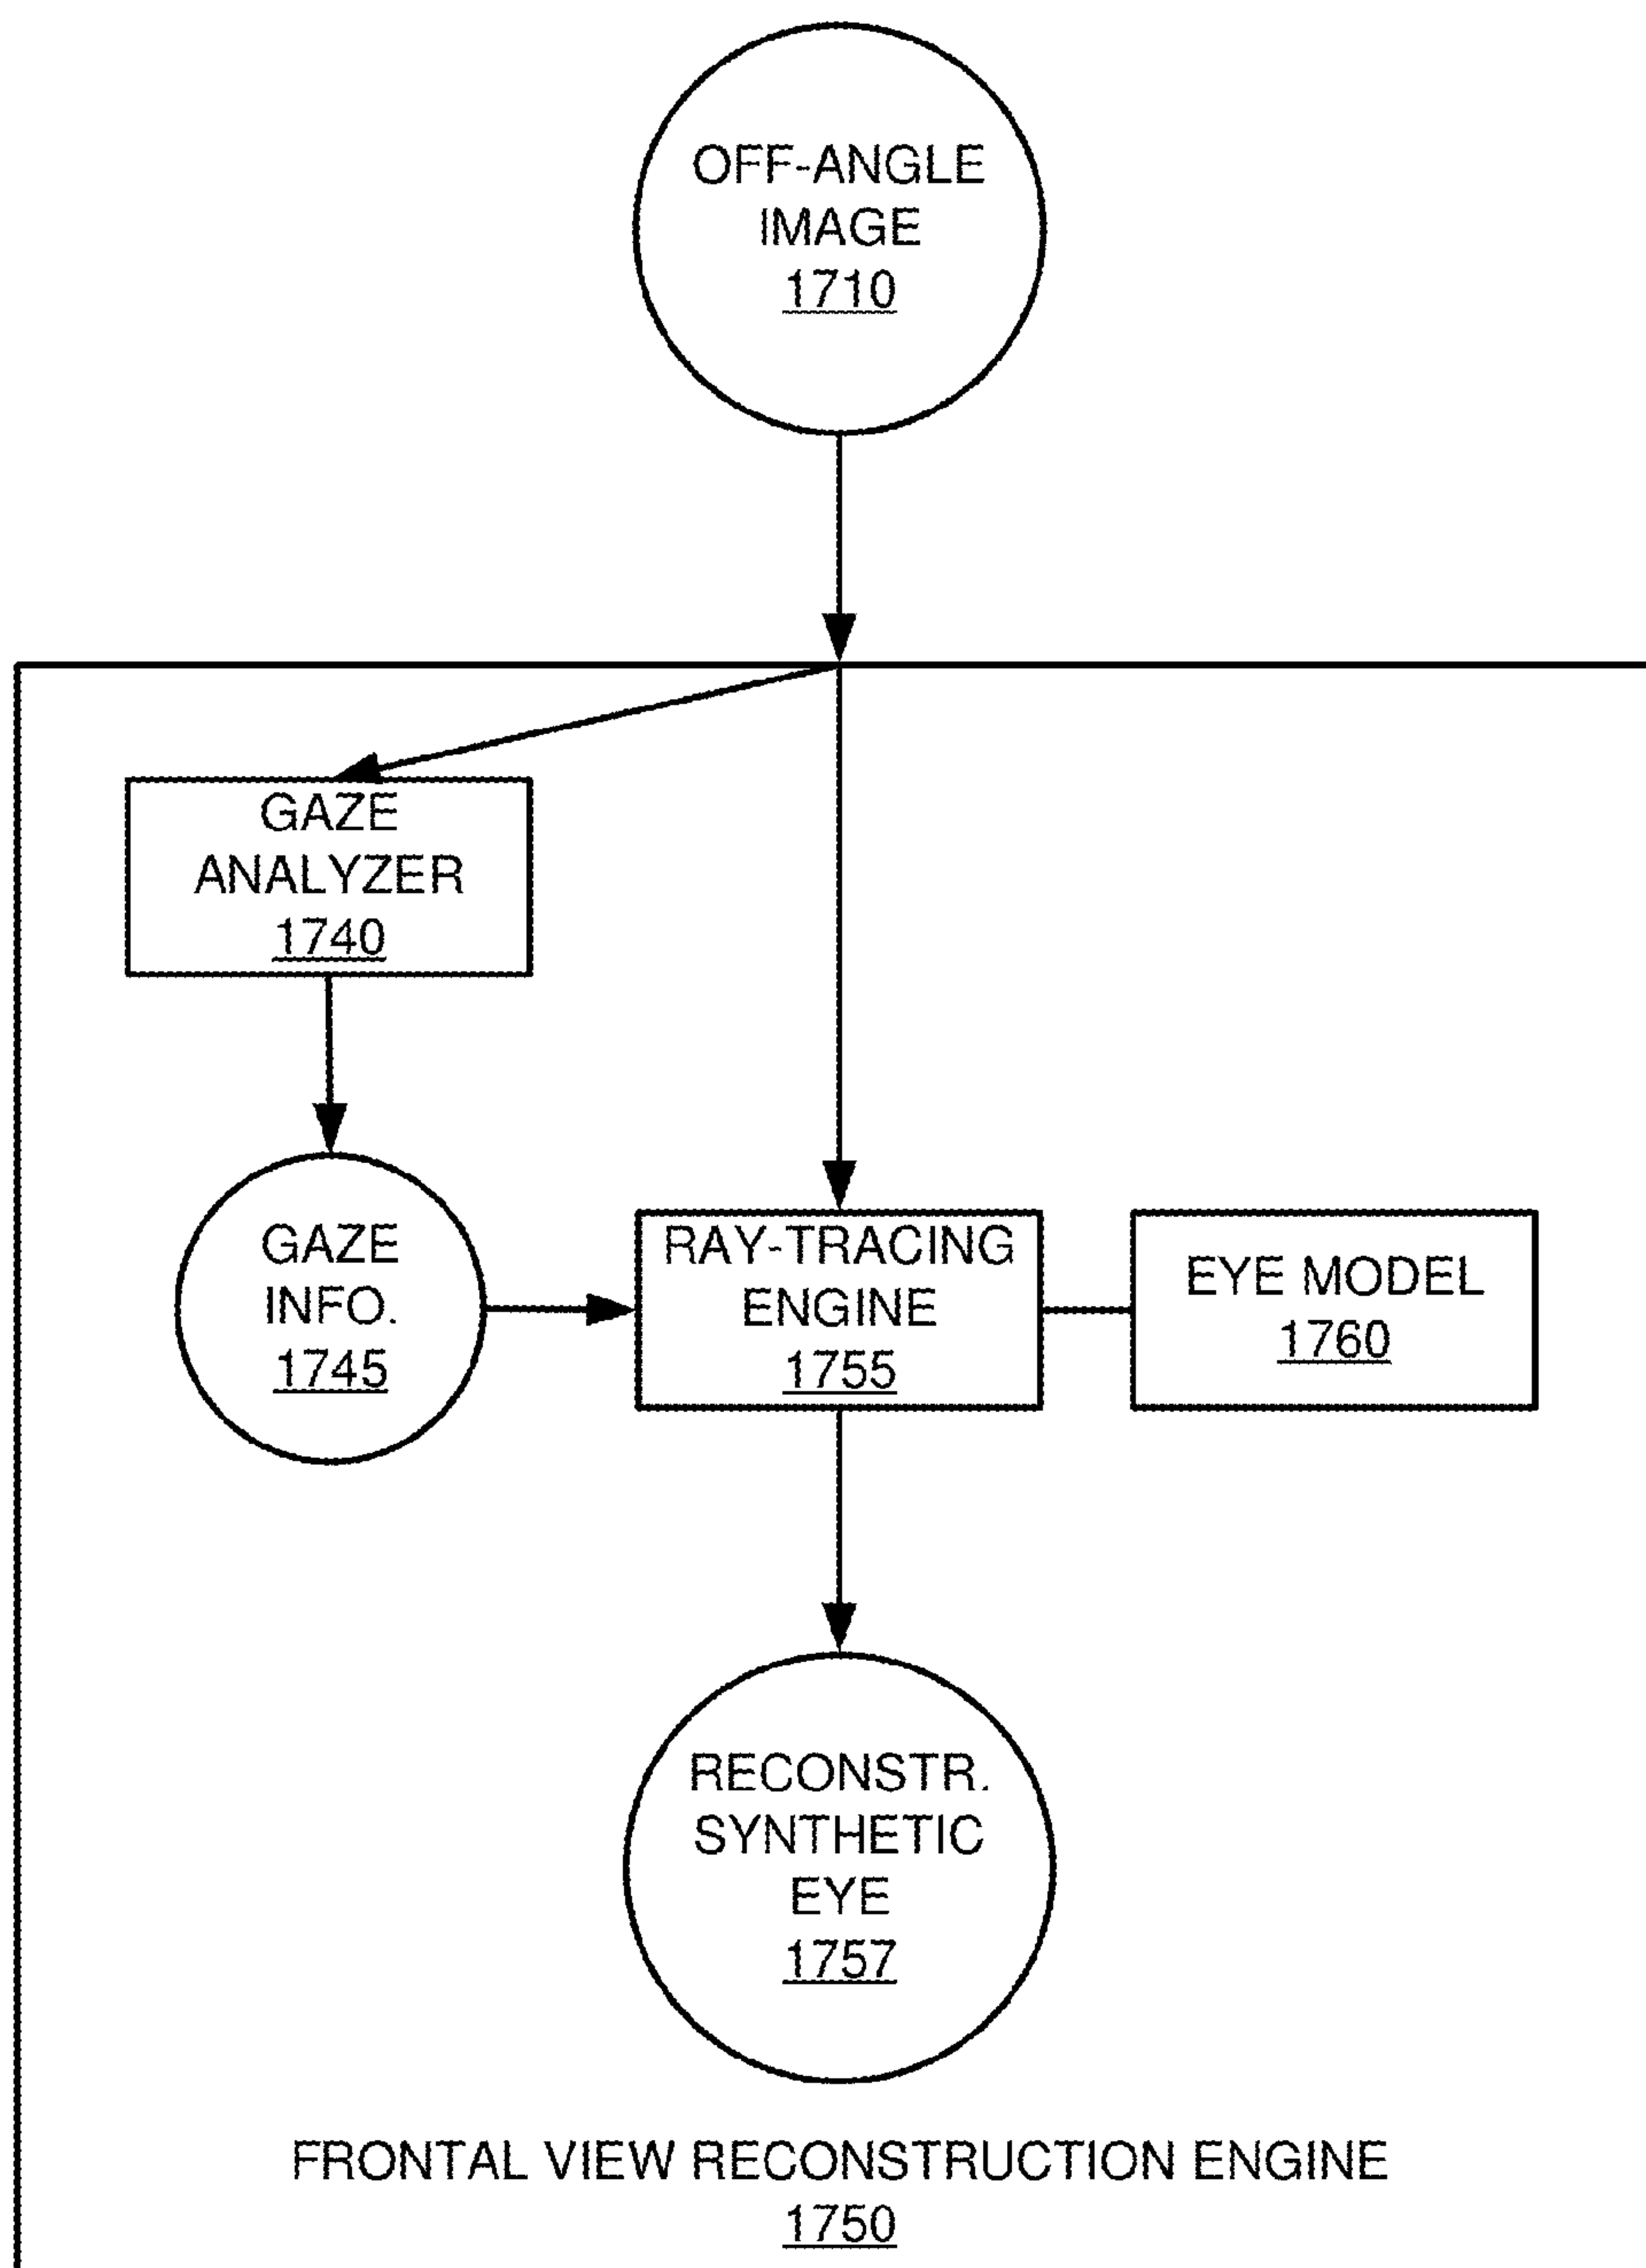 OFF-ANGLE
IMAGE
1710
GAZE
ANALYZER
1740
GAZE
INFO.
1745
RAY-TRACING
ENGINE
1755
EYE MODEL
1760
RECONSTR.
SYNTHETIC
EYE
1757
FRONTAL VIEW RECONSTRUCTION ENGINE
1750